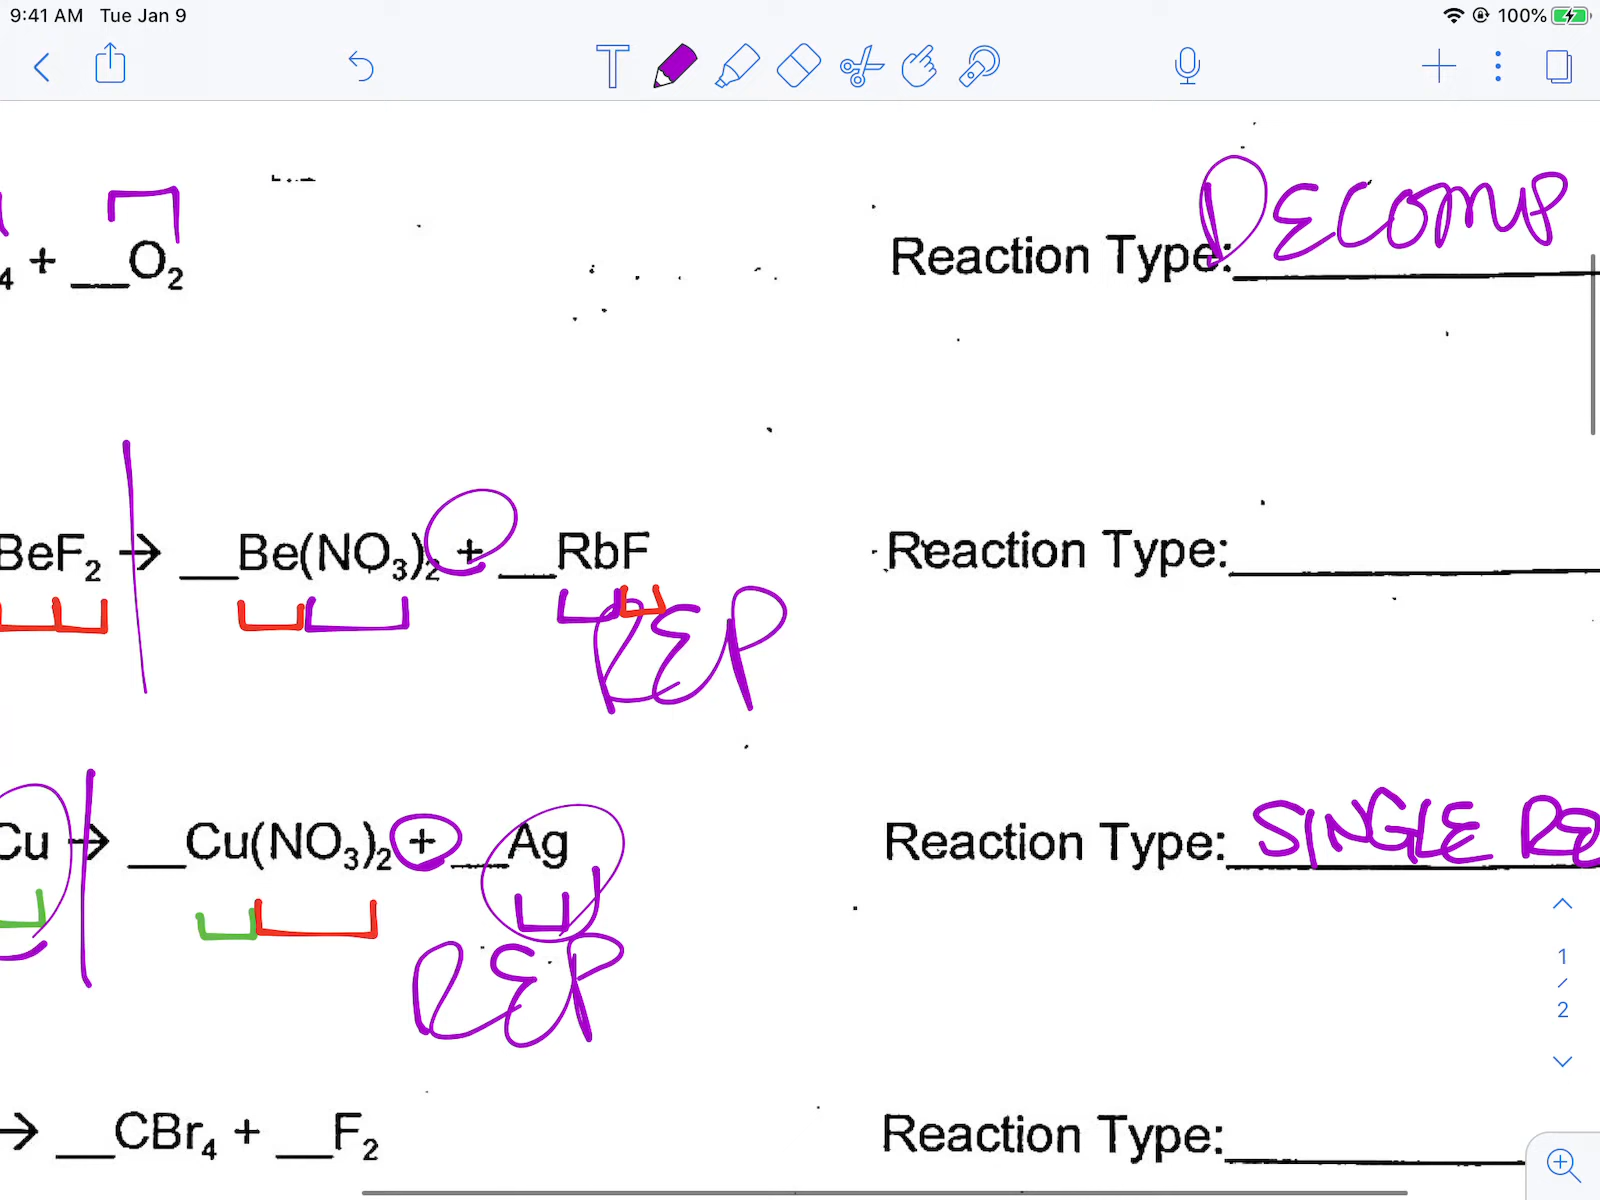 9:41 AM Tue Jan 9 100%
T
DECOMP
4 + __O2 Reaction Type:
BeF2 → __Be(NO3)2 + __RbF Reaction Type:
REP
Cu → __Cu(NO3)2 + __Ag Reaction Type: SINGLE RE
REP
1
/
2
→ __CBr4 + __F2 Reaction Type: